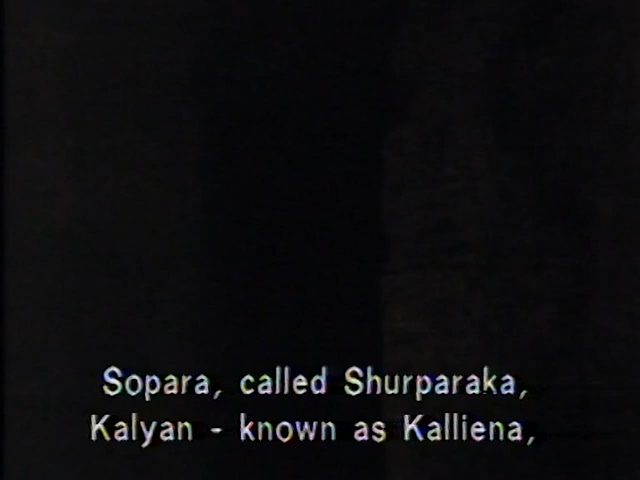 Sopara, called Shurparaka,
Kalyan - known as Kalliena,